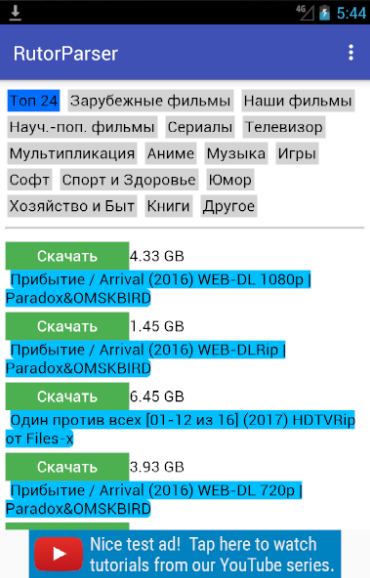 4G 5:44
RutorParser
Топ 24 Зарубежные фильмы Наши фильмы
Науч.-поп. фильмы Сериалы Телевизор
Мультипликация Аниме Музыка Игры
Софт Спорт и Здоровье Юмор
Хозяйство и Быт Книги Другое
Скачать 4.33 GB
Прибытие / Arrival (2016) WEB-DL 1080p |
Paradox&OMSKBIRD
Скачать 1.45 GB
Прибытие / Arrival (2016) WEB-DLRip |
Paradox&OMSKBIRD
Скачать 6.45 GB
Один против всех [01-12 из 16] (2017) HDTVRip
от Files-x
Скачать 3.93 GB
Прибытие / Arrival (2016) WEB-DL 720p |
Paradox&OMSKBIRD
Nice test ad! Tap here to watch
tutorials from our YouTube series.